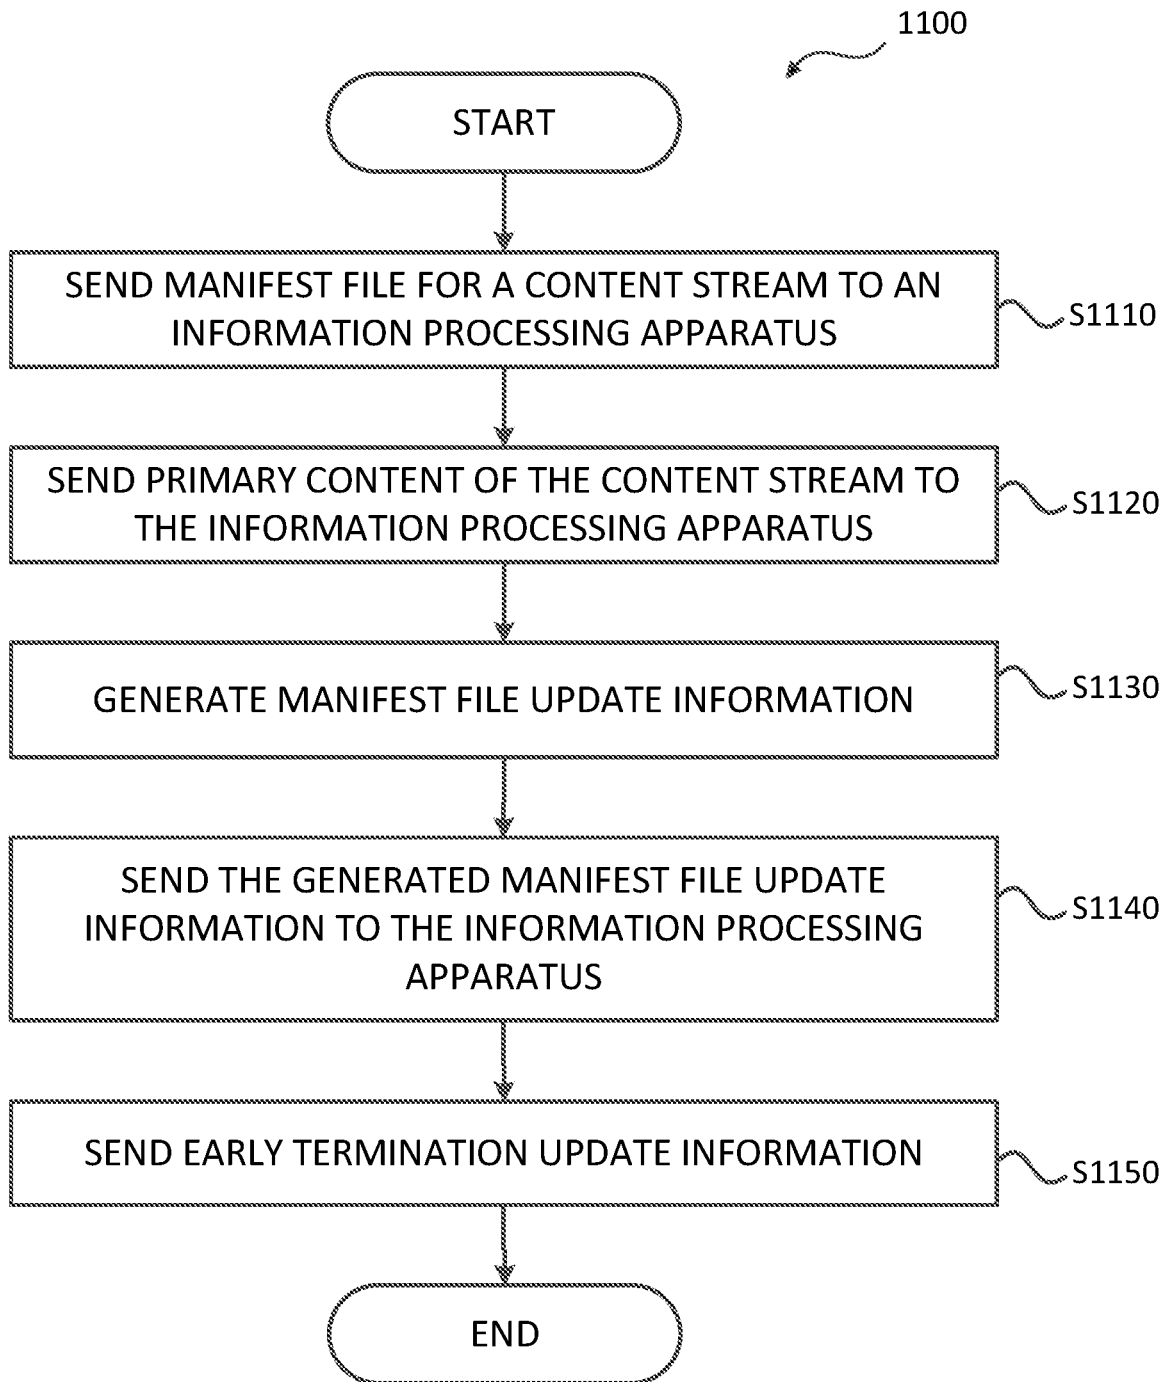 1100
START
SEND MANIFEST FILE FOR A CONTENT STREAM TO AN
INFORMATION PROCESSING APPARATUS
S1110
SEND PRIMARY CONTENT OF THE CONTENT STREAM TO
THE INFORMATION PROCESSING APPARATUS
S1120
GENERATE MANIFEST FILE UPDATE INFORMATION
S1130
SEND THE GENERATED MANIFEST FILE UPDATE
INFORMATION TO THE INFORMATION PROCESSING
APPARATUS
S1140
SEND EARLY TERMINATION UPDATE INFORMATION
S1150
END